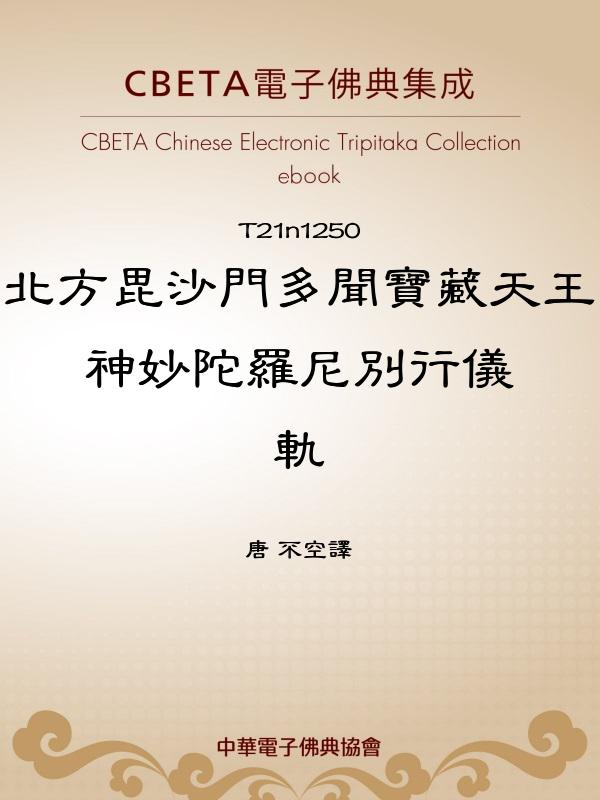 CBETA電子佛典集成
CBETA Chinese Electronic Tripitaka Collection
ebook
T21n1250
北方毘沙門多聞寶藏天王
神妙陀羅尼別行儀
軌
唐 不空譯
中華電子佛典協會